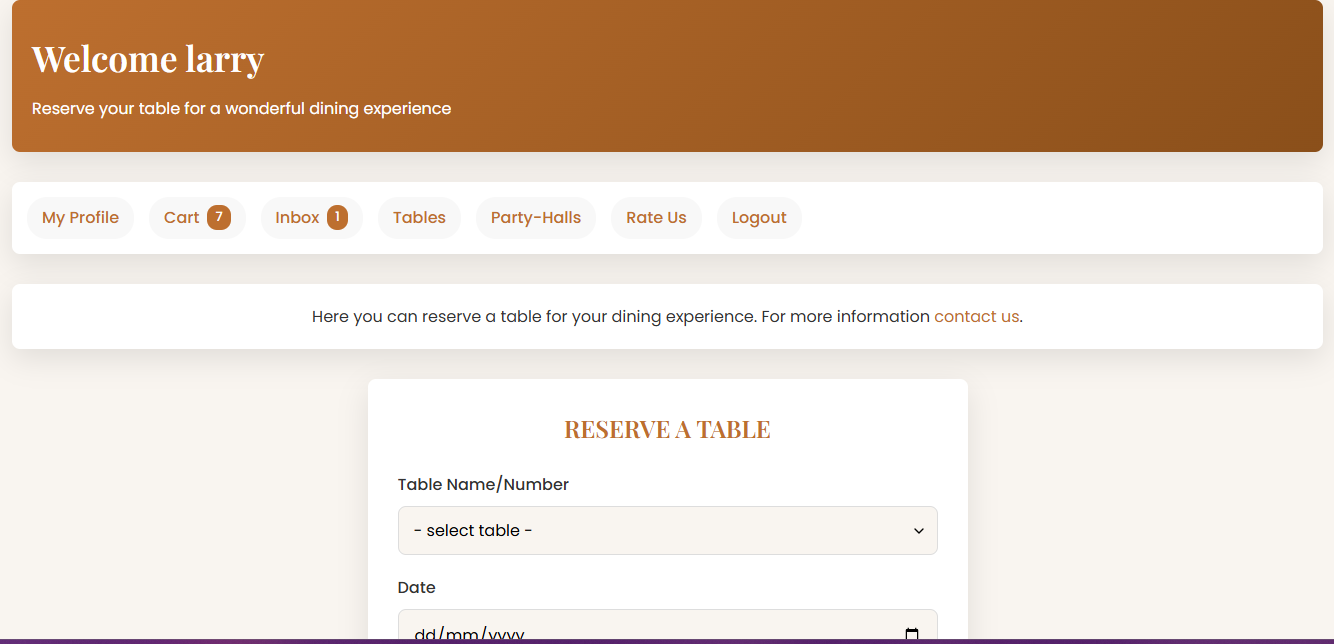 Welcome larry
Reserve your table for a wonderful dining experience
My Profile Cart 7 Inbox 1 Tables Party-Halls Rate Us Logout
Here you can reserve a table for your dining experience. For more information contact us.
RESERVE A TABLE
Table Name/Number
- select table -
Date
dd/mm/yyyy